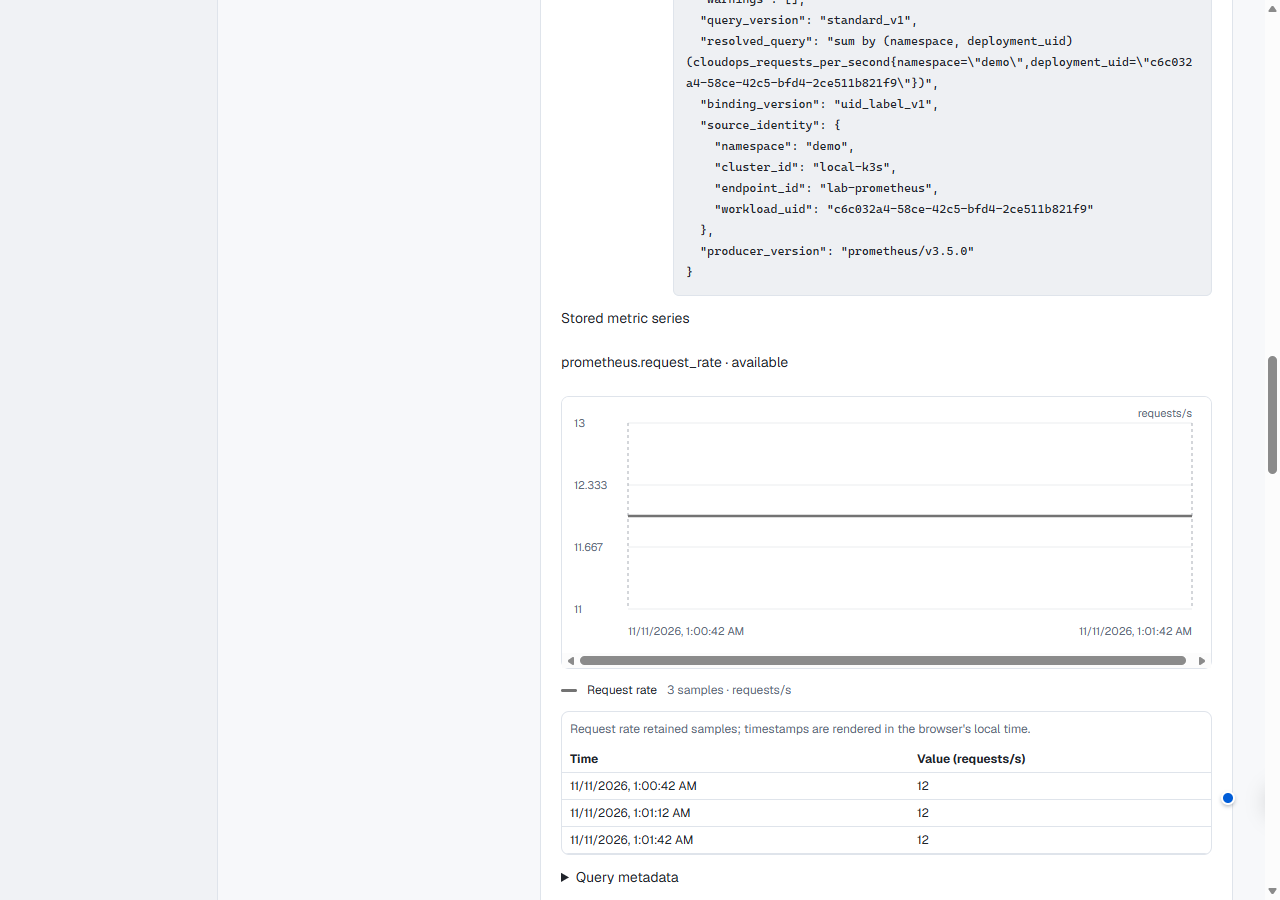 "warnings": [],
"query_version": "standard_v1",
"resolved_query": "sum by (namespace, deployment_uid)
(cloudops_requests_per_second{namespace=\"demo\",deployment_uid=\"c6c032
a4-58ce-42c5-bfd4-2ce511b821f9\"})",
"binding_version": "uid_label_v1",
"source_identity": {
"namespace": "demo",
"cluster_id": "local-k3s",
"endpoint_id": "lab-prometheus",
"workload_uid": "c6c032a4-58ce-42c5-bfd4-2ce511b821f9"
},
"producer_version": "prometheus/v3.5.0"
}
Stored metric series
prometheus.request_rate · available
requests/s
13
12.333
11.667
11
11/11/2026, 1:00:42 AM 11/11/2026, 1:01:42 AM
Request rate 3 samples · requests/s
Request rate retained samples; timestamps are rendered in the browser's local time.
Time Value (requests/s)
11/11/2026, 1:00:42 AM 12
11/11/2026, 1:01:12 AM 12
11/11/2026, 1:01:42 AM 12
Query metadata